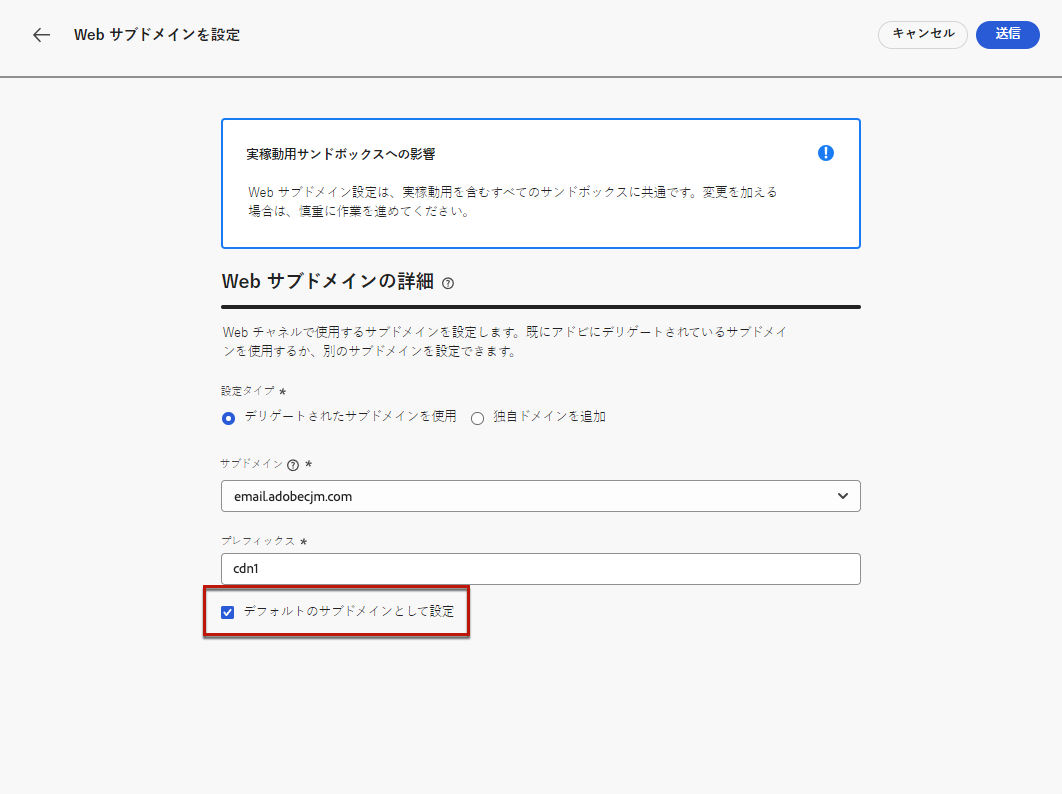 Web サブドメインを設定
キャンセル
送信
実稼動用サンドボックスへの影響
Web サブドメイン設定は、実稼動用を含むすべてのサンドボックスに共通です。変更を加える
場合は、慎重に作業を進めてください。
Web サブドメインの詳細
Web チャネルで使用するサブドメインを設定します。既にアドビにデリゲートされているサブドメイ
ンを使用するか、別のサブドメインを設定できます。
設定タイプ *
デリゲートされたサブドメインを使用 独自ドメインを追加
サブドメイン *
email.adobecjm.com
プレフィックス *
cdn1
デフォルトのサブドメインとして設定